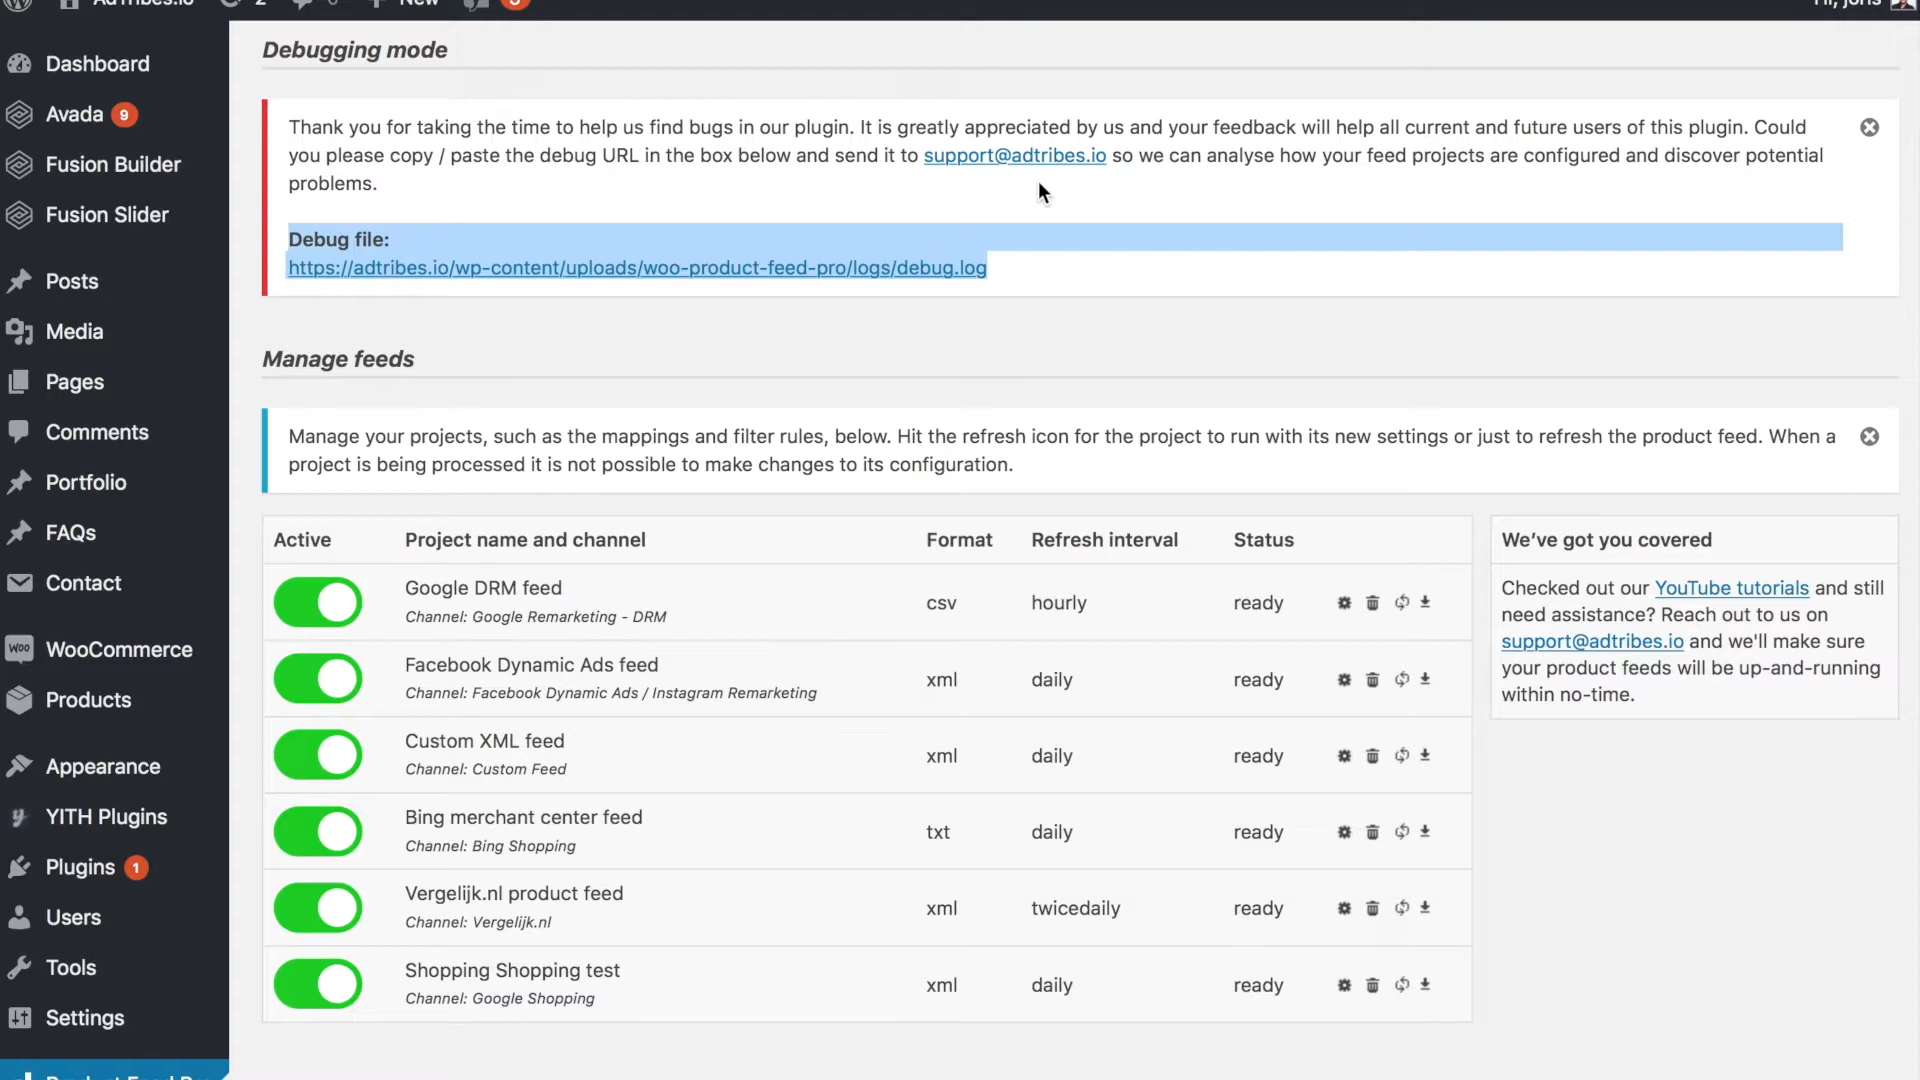 AdTribes.io 2 0 New 3
Hi, joris
Dashboard
Avada 9
Fusion Builder
Fusion Slider
Posts
Media
Pages
Comments
Portfolio
FAQs
Contact
WooCommerce
Products
Appearance
YITH Plugins
Plugins 1
Users
Tools
Settings
Debugging mode
Thank you for taking the time to help us find bugs in our plugin. It is greatly appreciated by us and your feedback will help all current and future users of this plugin. Could
you please copy / paste the debug URL in the box below and send it to support@adtribes.io so we can analyse how your feed projects are configured and discover potential
problems.
Debug file:
https://adtribes.io/wp-content/uploads/woo-product-feed-pro/logs/debug.log
Manage feeds
Manage your projects, such as the mappings and filter rules, below. Hit the refresh icon for the project to run with its new settings or just to refresh the product feed. When a
project is being processed it is not possible to make changes to its configuration.
Active Project name and channel Format Refresh interval Status
Google DRM feed
Channel: Google Remarketing - DRM
csv hourly ready
Facebook Dynamic Ads feed
Channel: Facebook Dynamic Ads / Instagram Remarketing
xml daily ready
Custom XML feed
Channel: Custom Feed
xml daily ready
Bing merchant center feed
Channel: Bing Shopping
txt daily ready
Vergelijk.nl product feed
Channel: Vergelijk.nl
xml twicedaily ready
Shopping Shopping test
Channel: Google Shopping
xml daily ready
We've got you covered
Checked out our YouTube tutorials and still
need assistance? Reach out to us on
support@adtribes.io and we'll make sure
your product feeds will be up-and-running
within no-time.